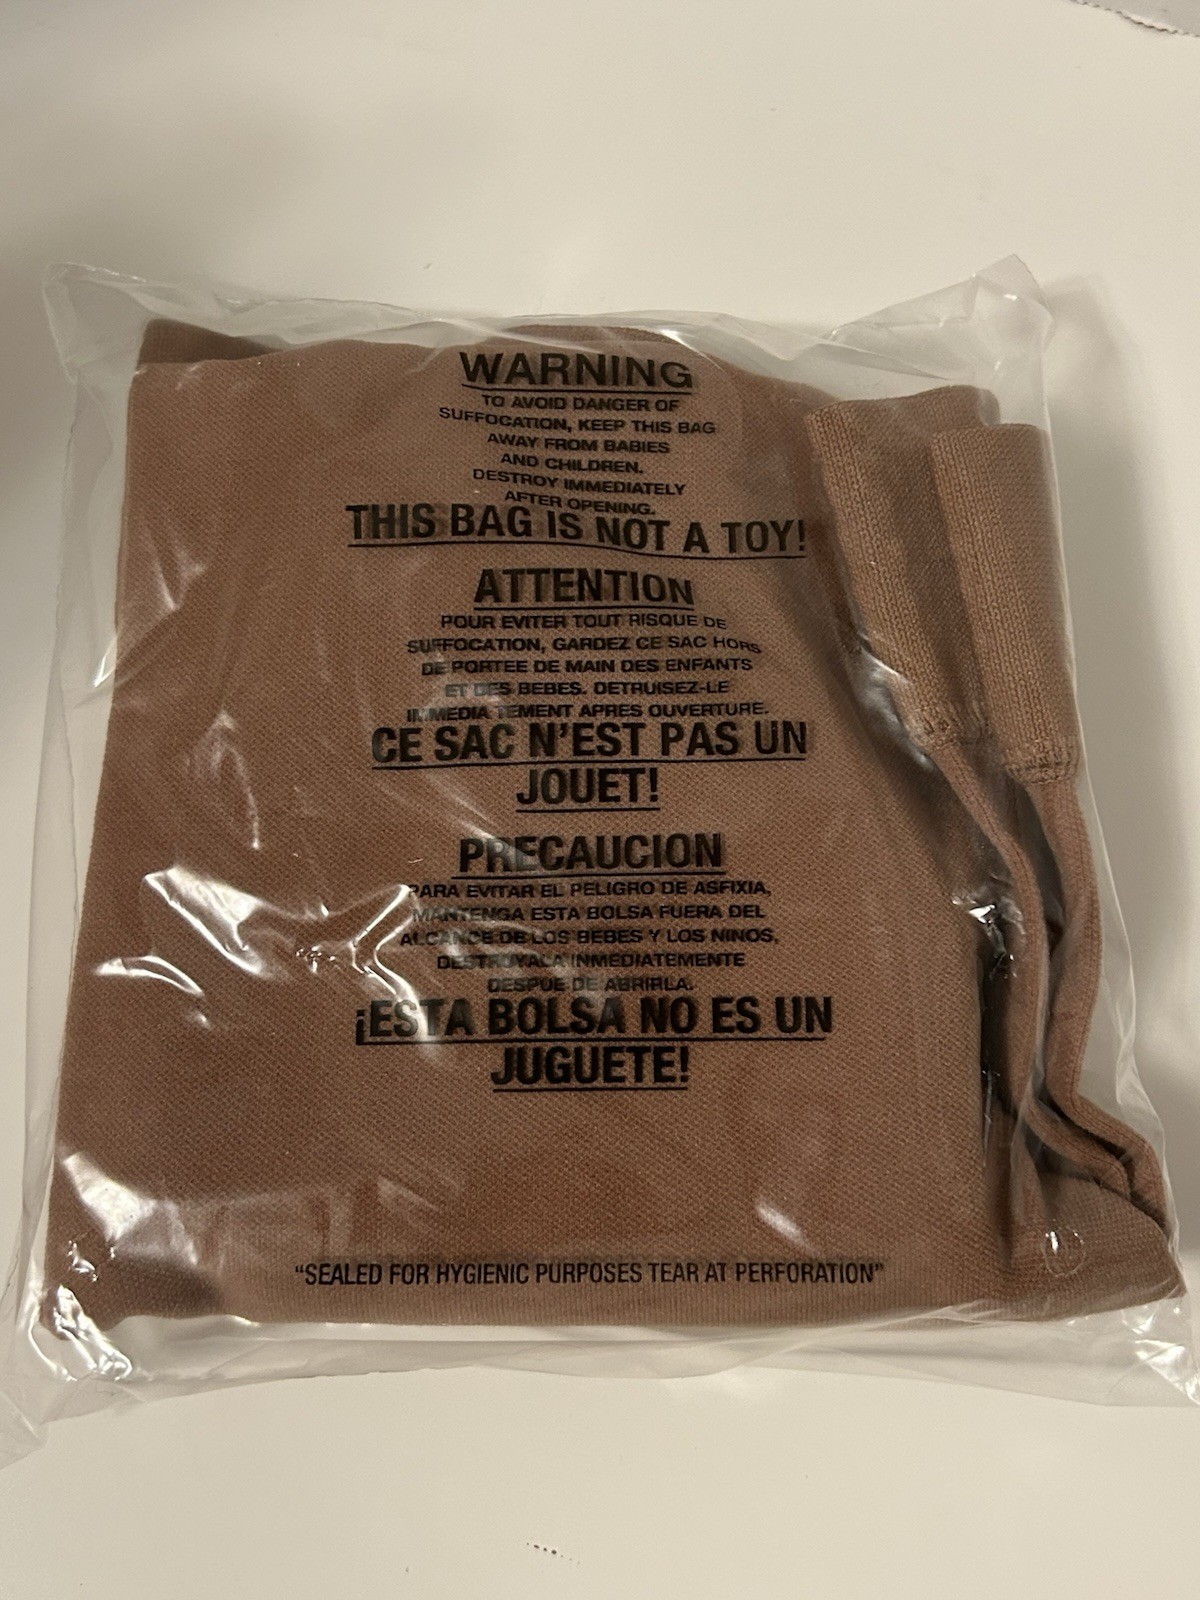 WARNING
TO AVOID DANGER OF
SUFFOCATION, KEEP THIS BAG
AWAY FROM BABIES
AND CHILDREN.
DESTROY IMMEDIATELY
AFTER OPENING.
THIS BAG IS NOT A TOY!
ATTENTION
POUR EVITER TOUT RISQUE DE
SUFFOCATION, GARDEZ CE SAC HORS
DE PORTEE DE MAIN DES ENFANTS
ET DES BEBES. DETRUISEZ-LE
IMMEDIA TEMENT APRES OUVERTURE.
CE SAC N'EST PAS UN
JOUET!
PRECAUCION
PARA EVITAR EL PELIGRO DE ASFIXIA,
MANTENGA ESTA BOLSA FUERA DEL
ALCANCE DE LOS BEBES Y LOS NINOS,
DESTRUYALA INMEDIATEMENTE
DESPUE DE ABRIRLA.
¡ESTA BOLSA NO ES UN
JUGUETE!
"SEALED FOR HYGIENIC PURPOSES TEAR AT PERFORATION"